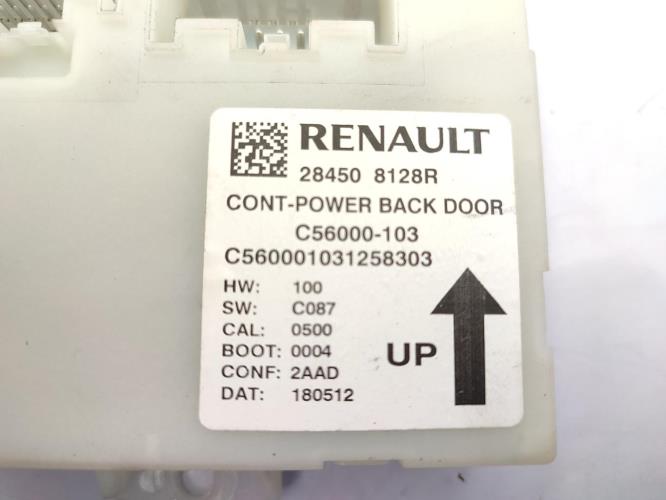 RENAULT
28450 8128R
CONT-POWER BACK DOOR
C56000-103
C560001031258303
HW: 100
SW: C087
CAL: 0500
BOOT: 0004
CONF: 2AAD
DAT: 180512
UP